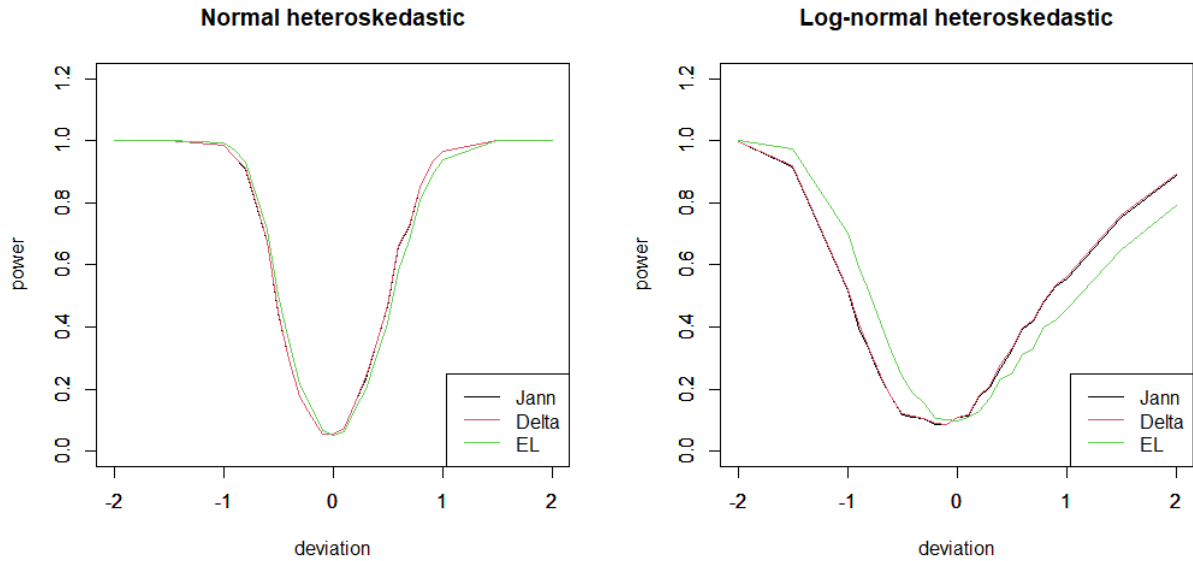 Normal heteroskedastic
power
1.2
1.0
0.8
0.6
0.4
0.2
0.0
Jann
Delta
EL
-2
-1
0
1
2
deviation
Log-normal heteroskedastic
power
1.2
1.0
0.8
0.6
0.4
0.2
0.0
Jann
Delta
EL
-2
-1
0
1
2
deviation